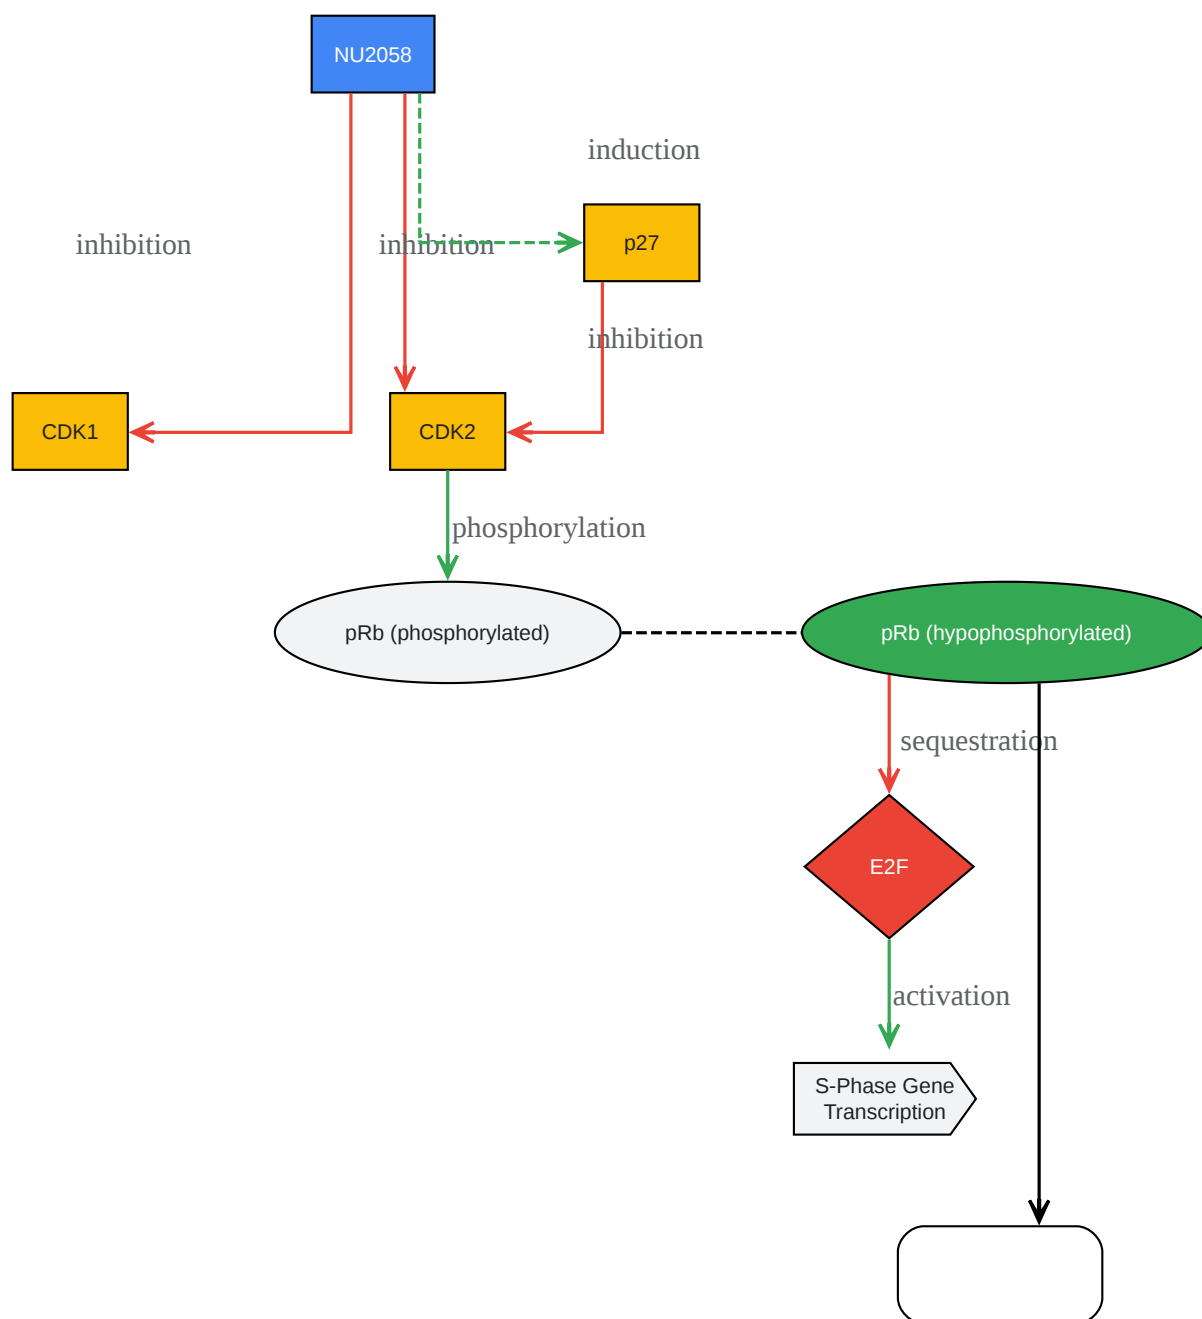 NU2058
induction
inhibition
inhibition
p27
inhibition
CDK1
CDK2
phosphorylation
pRb (phosphorylated)
pRb (hypophosphorylated)
sequestration
E2F
activation
S-Phase Gene
Transcription